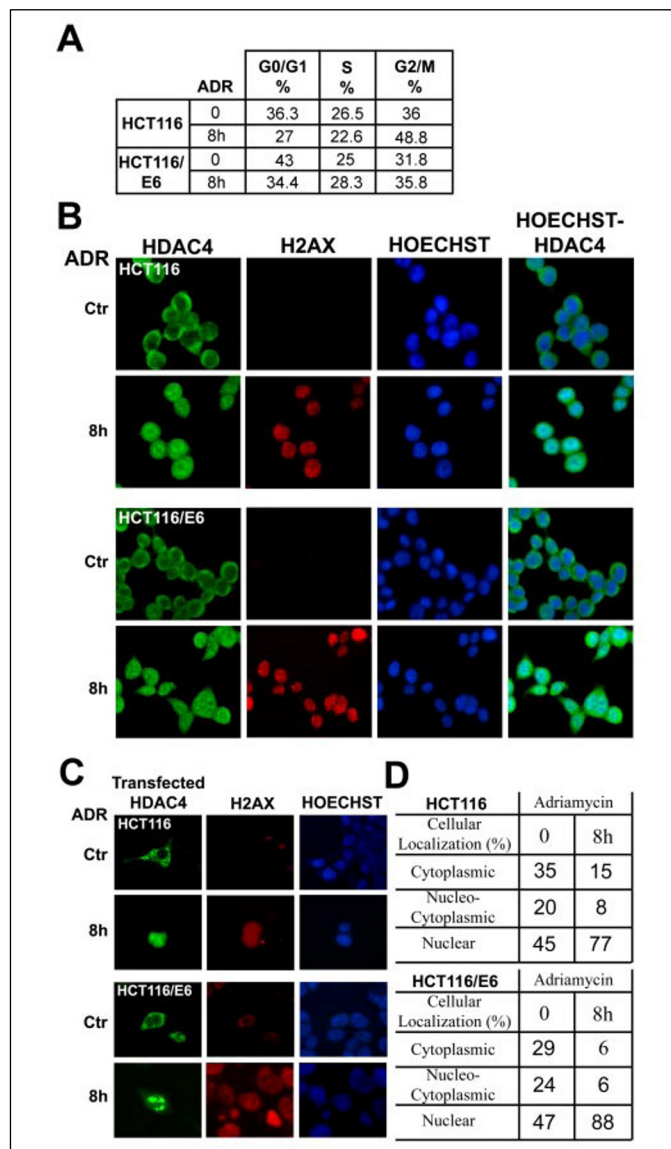 A
ADR
G0/G1 %
S %
G2/M %
HCT116
0 36.3 26.5 36
8h 27 22.6 48.8
HCT116/E6
0 43 25 31.8
8h 34.4 28.3 35.8
B
ADR
HDAC4
H2AX
HOECHST
HOECHST-
HDAC4
HCT116
Ctr
8h
HCT116/E6
Ctr
8h
C
ADR
Transfected
HDAC4
H2AX
HOECHST
HCT116
Ctr
8h
HCT116/E6
Ctr
8h
D
HCT116 Adriamycin
Cellular
Localization (%) 0 8h
Cytoplasmic 35 15
Nucleo-
Cytoplasmic 20 8
Nuclear 45 77
HCT116/E6 Adriamycin
Cellular
Localization (%) 0 8h
Cytoplasmic 29 6
Nucleo-
Cytoplasmic 24 6
Nuclear 47 88